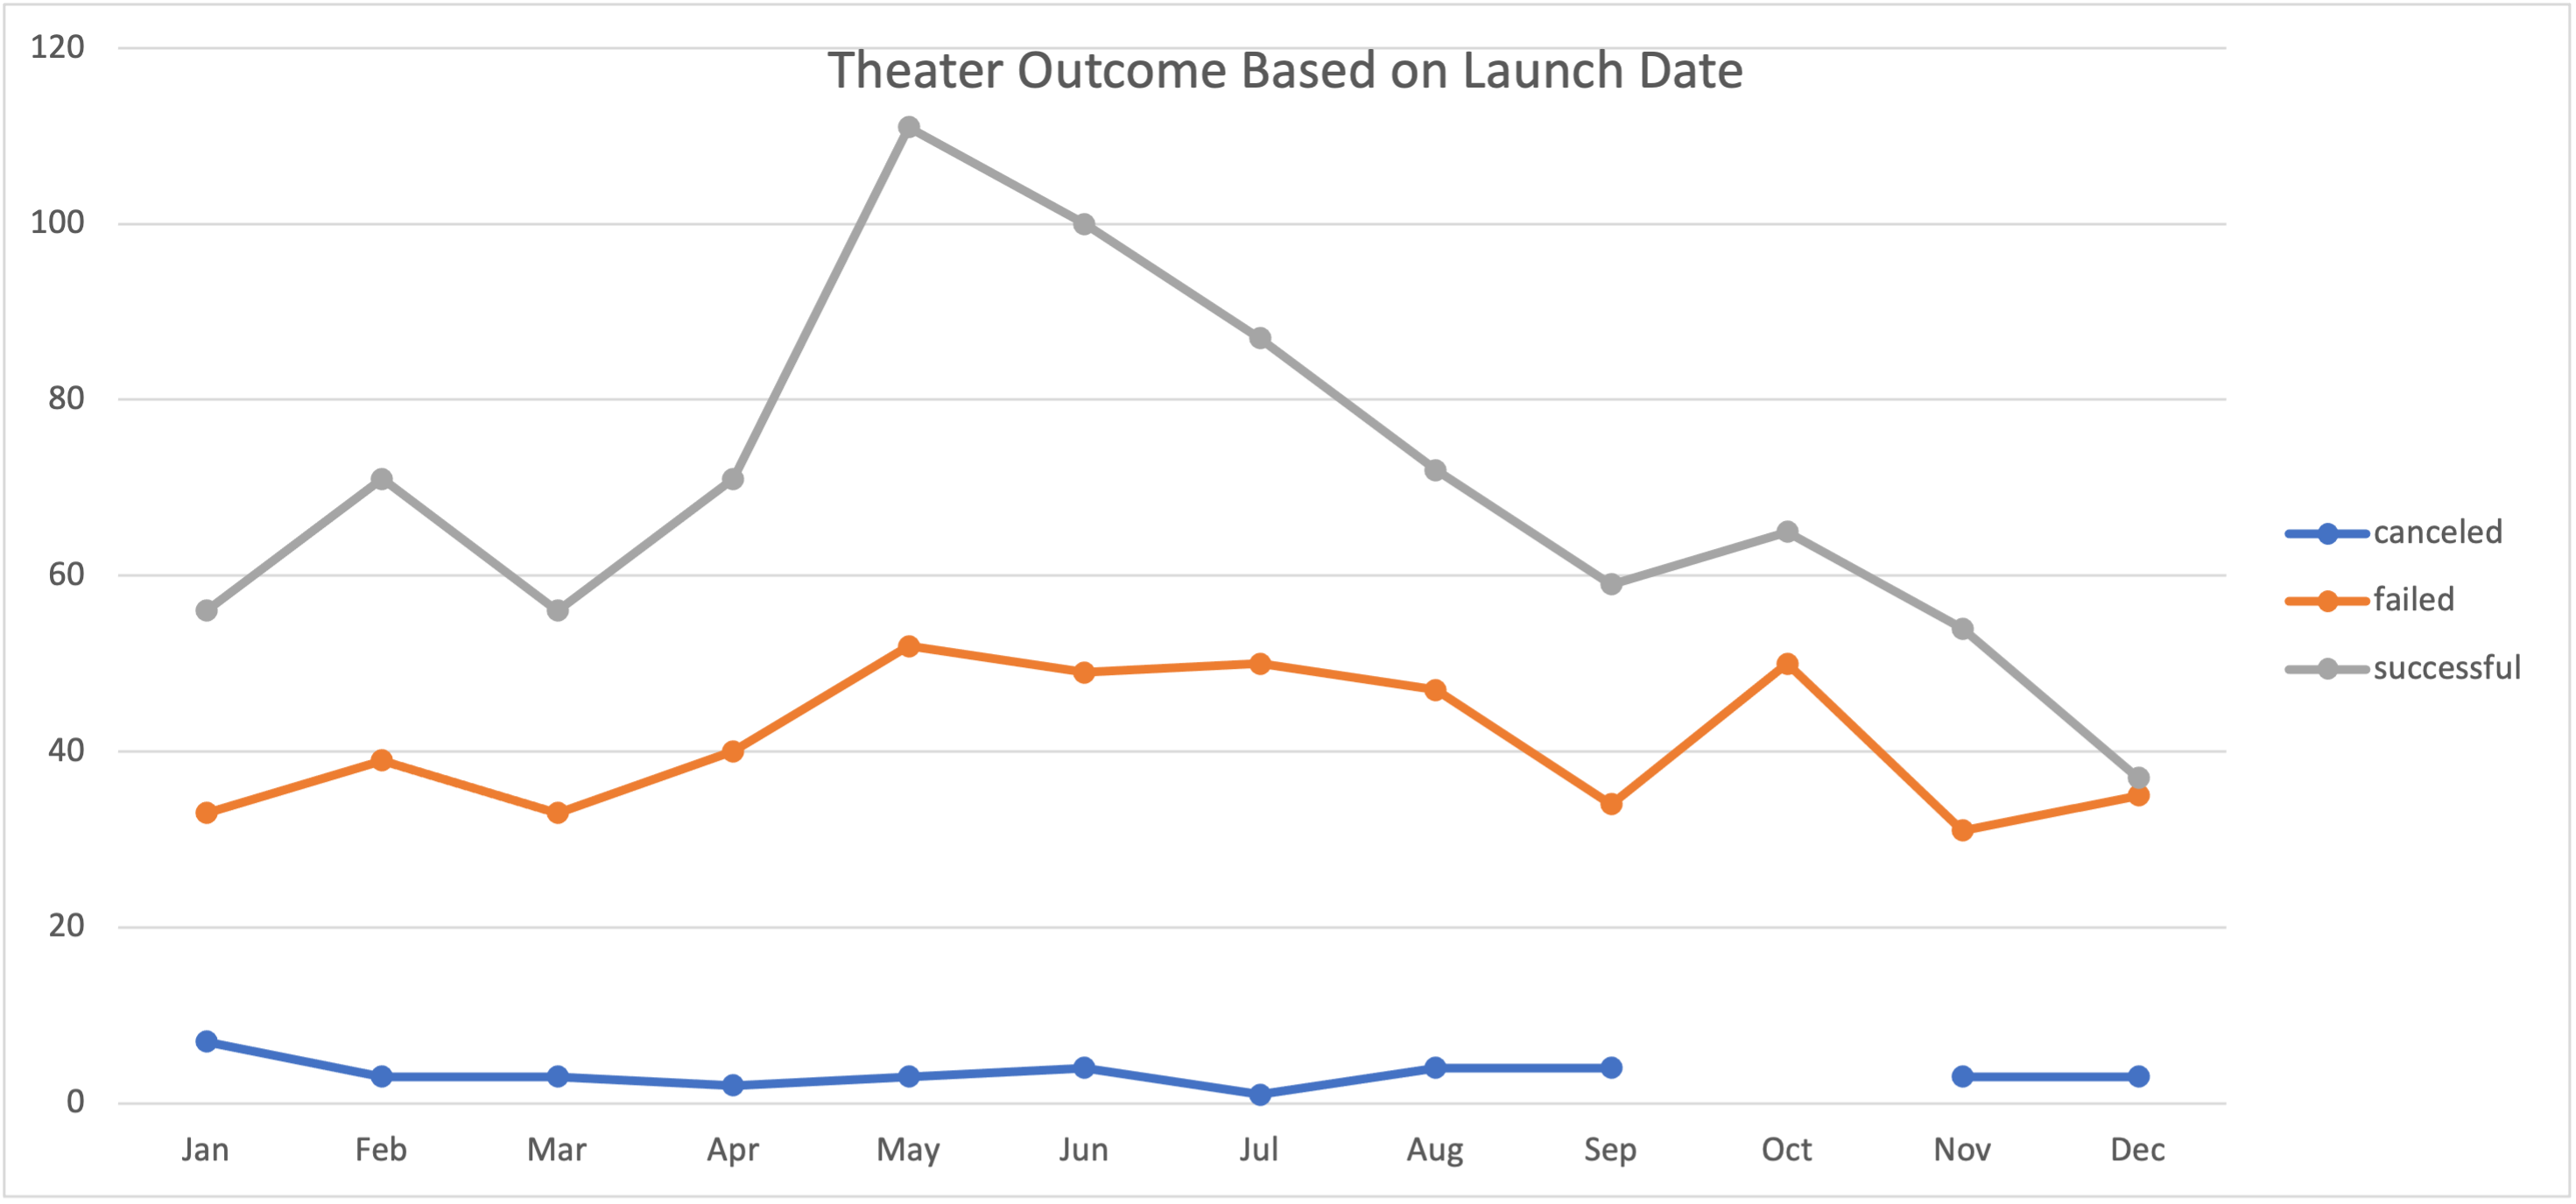 Theater Outcome Based on Launch Date
120
100
80
60
40
20
0
Jan Feb Mar Apr May Jun Jul Aug Sep Oct Nov Dec
canceled
failed
successful